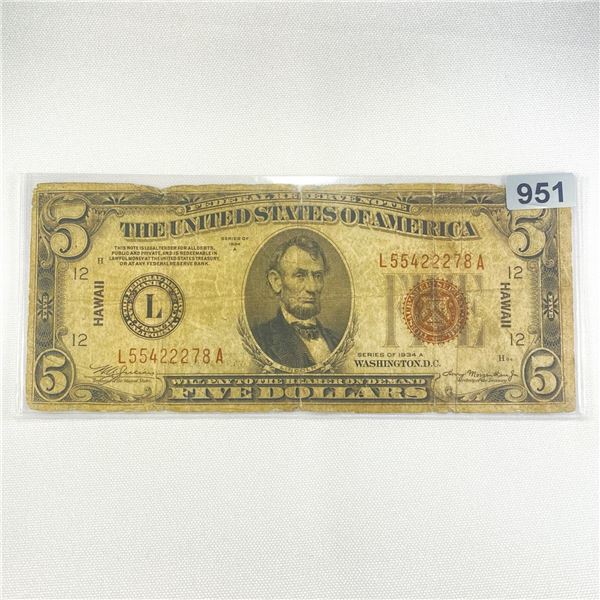 951
FEDERAL RESERVE NOTE
THE UNITED STATES OF AMERICA
THIS NOTE IS LEGAL TENDER FOR ALL DEBTS,
PUBLIC AND PRIVATE, AND IS REDEEMABLE IN
LAWFUL MONEY AT THE UNITED STATES TREASURY,
OR AT ANY FEDERAL RESERVE BANK.
SERIES OF
1934
A
5
5
H
12
12
HAWAII
L
L55422278A
L55422278A
12
12
HAWAII
FIVE
SERIES OF 1934 A
WASHINGTON, D.C.
H
WILL PAY TO THE BEARER ON DEMAND
FIVE DOLLARS
5
5